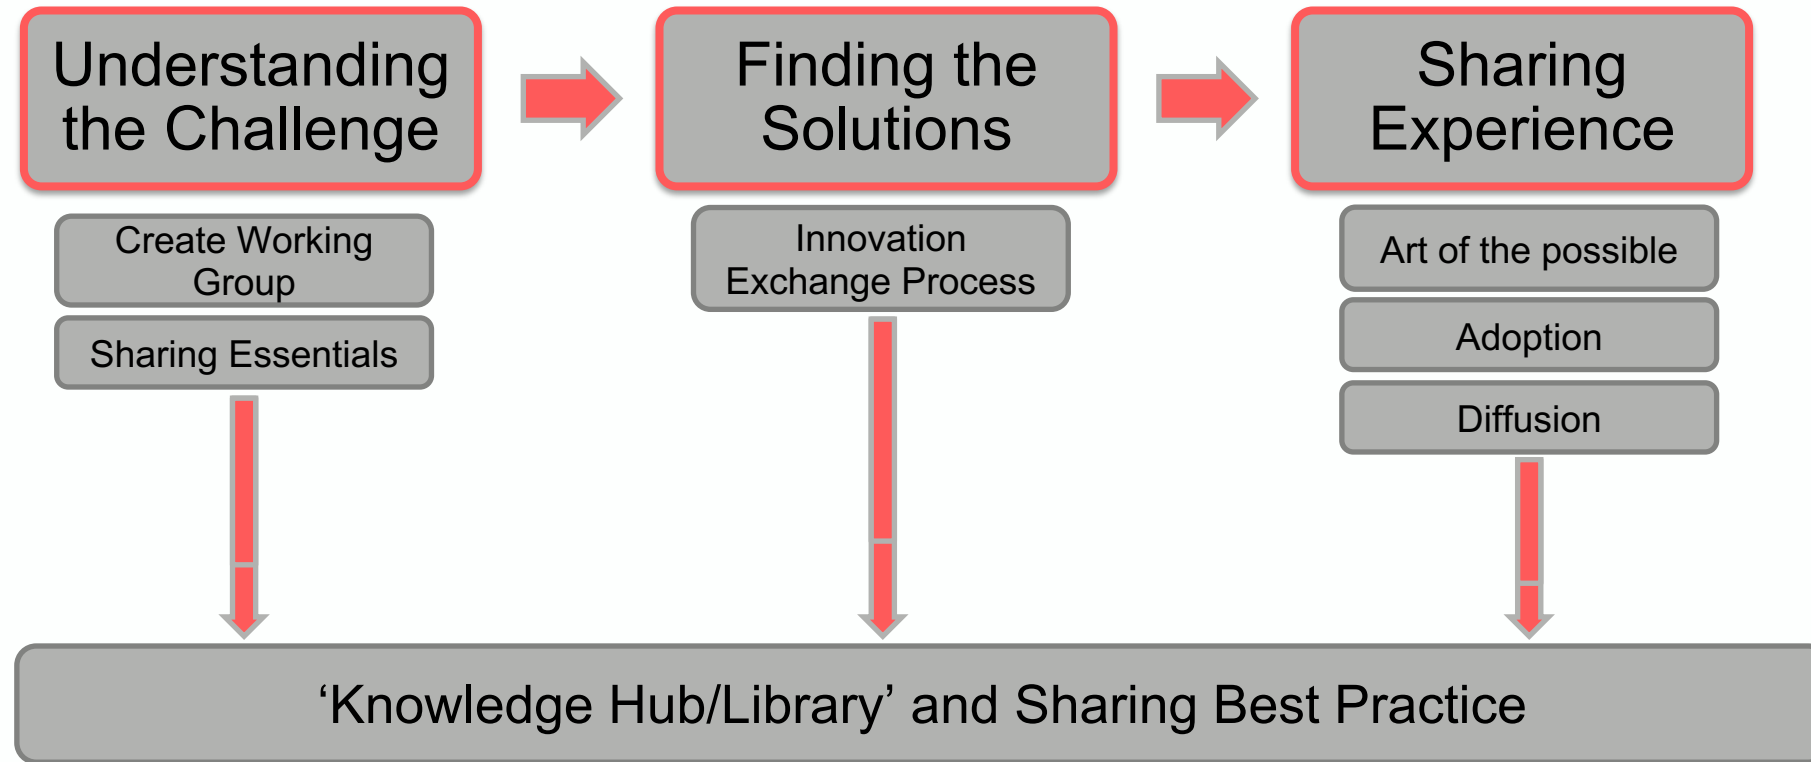 Understanding
the Challenge
Finding the
Solutions
Sharing
Experience
Create Working
Group
Sharing Essentials
Innovation
Exchange Process
Art of the possible
Adoption
Diffusion
‘Knowledge Hub/Library’ and Sharing Best Practice